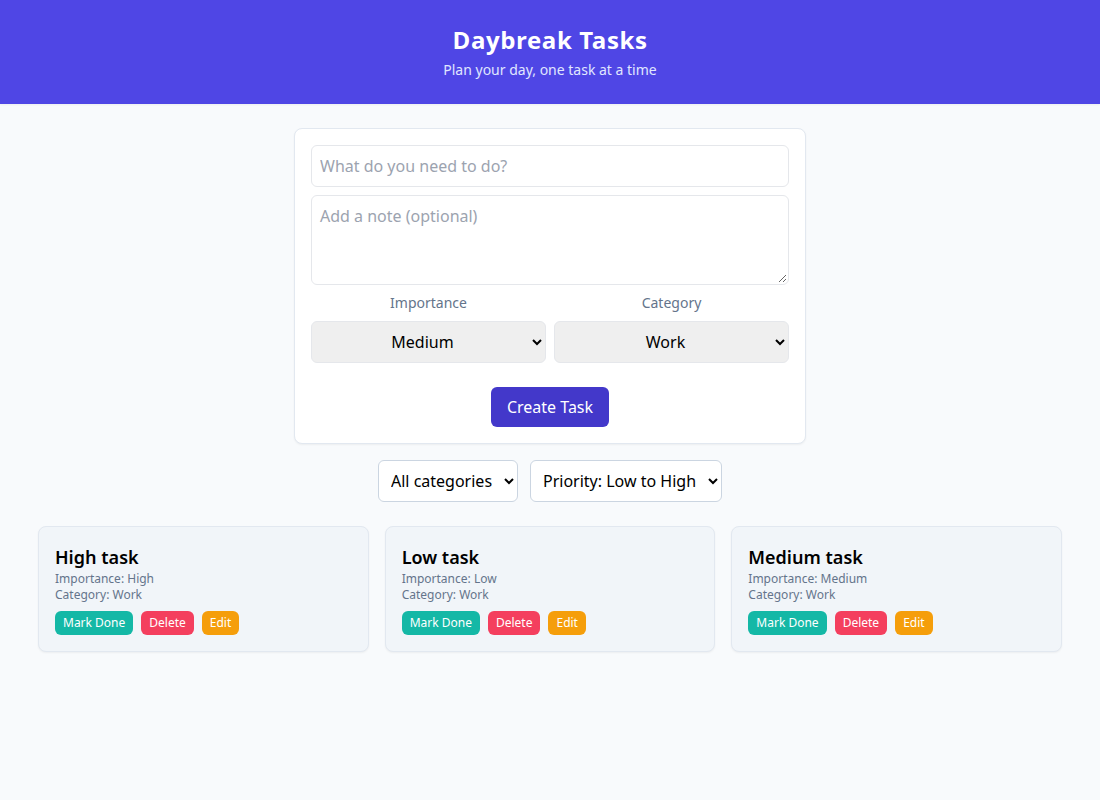 Daybreak Tasks
Plan your day, one task at a time
What do you need to do?
Add a note (optional)
Importance Category
Medium Work
Create Task
All categories Priority: Low to High
High task Low task Medium task
Importance: High Importance: Low Importance: Medium
Category: Work Category: Work Category: Work
Mark Done Delete Edit Mark Done Delete Edit Mark Done Delete Edit